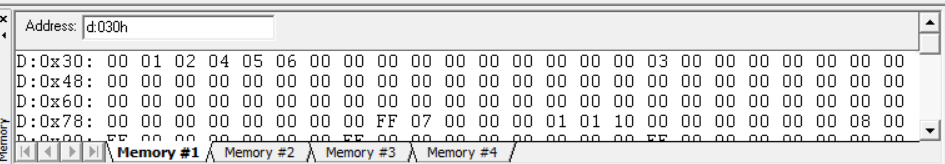 Address: d:030h
D:0x30: 00 01 02 04 05 06 00 00 00 00 00 00 00 00 00 00 03 00 00 00 00 00 00 00
D:0x48: 00 00 00 00 00 00 00 00 00 00 00 00 00 00 00 00 00 00 00 00 00 00 00 00
D:0x60: 00 00 00 00 00 00 00 00 00 00 00 00 00 00 00 00 00 00 00 00 00 00 00 00
D:0x78: 00 00 00 00 00 00 00 00 FF 07 00 00 00 01 01 10 00 00 00 00 00 00 08 00
Memory
Memory #1 Memory #2 Memory #3 Memory #4